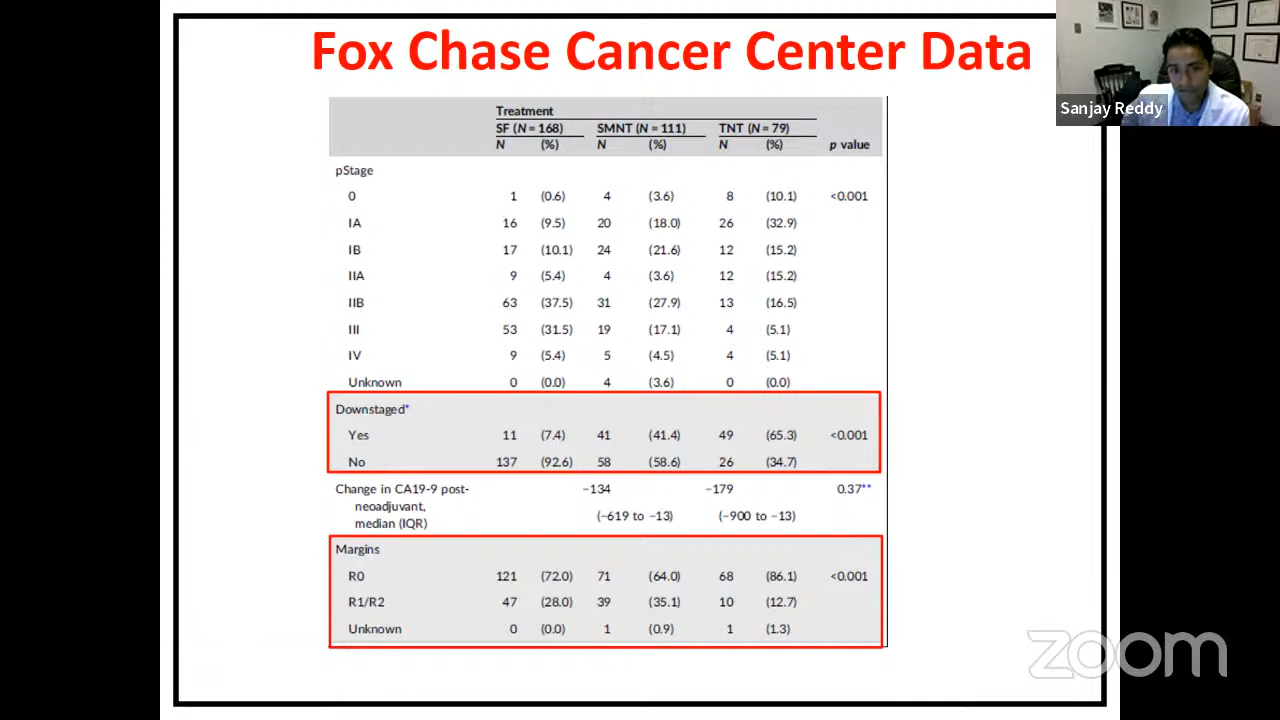 Fox Chase Cancer Center Data
Sanjay Reddy
Treatment
SF (N = 168) SMNT (N = 111) TNT (N = 79)
N (%) N (%) N (%) p value
pStage
0 1 (0.6) 4 (3.6) 8 (10.1) <0.001
IA 16 (9.5) 20 (18.0) 26 (32.9)
IB 17 (10.1) 24 (21.6) 12 (15.2)
IIA 9 (5.4) 4 (3.6) 12 (15.2)
IIB 63 (37.5) 31 (27.9) 13 (16.5)
III 53 (31.5) 19 (17.1) 4 (5.1)
IV 9 (5.4) 5 (4.5) 4 (5.1)
Unknown 0 (0.0) 4 (3.6) 0 (0.0)
Downstaged*
Yes 11 (7.4) 41 (41.4) 49 (65.3) <0.001
No 137 (92.6) 58 (58.6) 26 (34.7)
Change in CA19-9 post- −134 −179 0.37**
neoadjuvant,
(−619 to −13) (−900 to −13)
median (IQR)
Margins
R0 121 (72.0) 71 (64.0) 68 (86.1) <0.001
R1/R2 47 (28.0) 39 (35.1) 10 (12.7)
Unknown 0 (0.0) 1 (0.9) 1 (1.3)
zoom